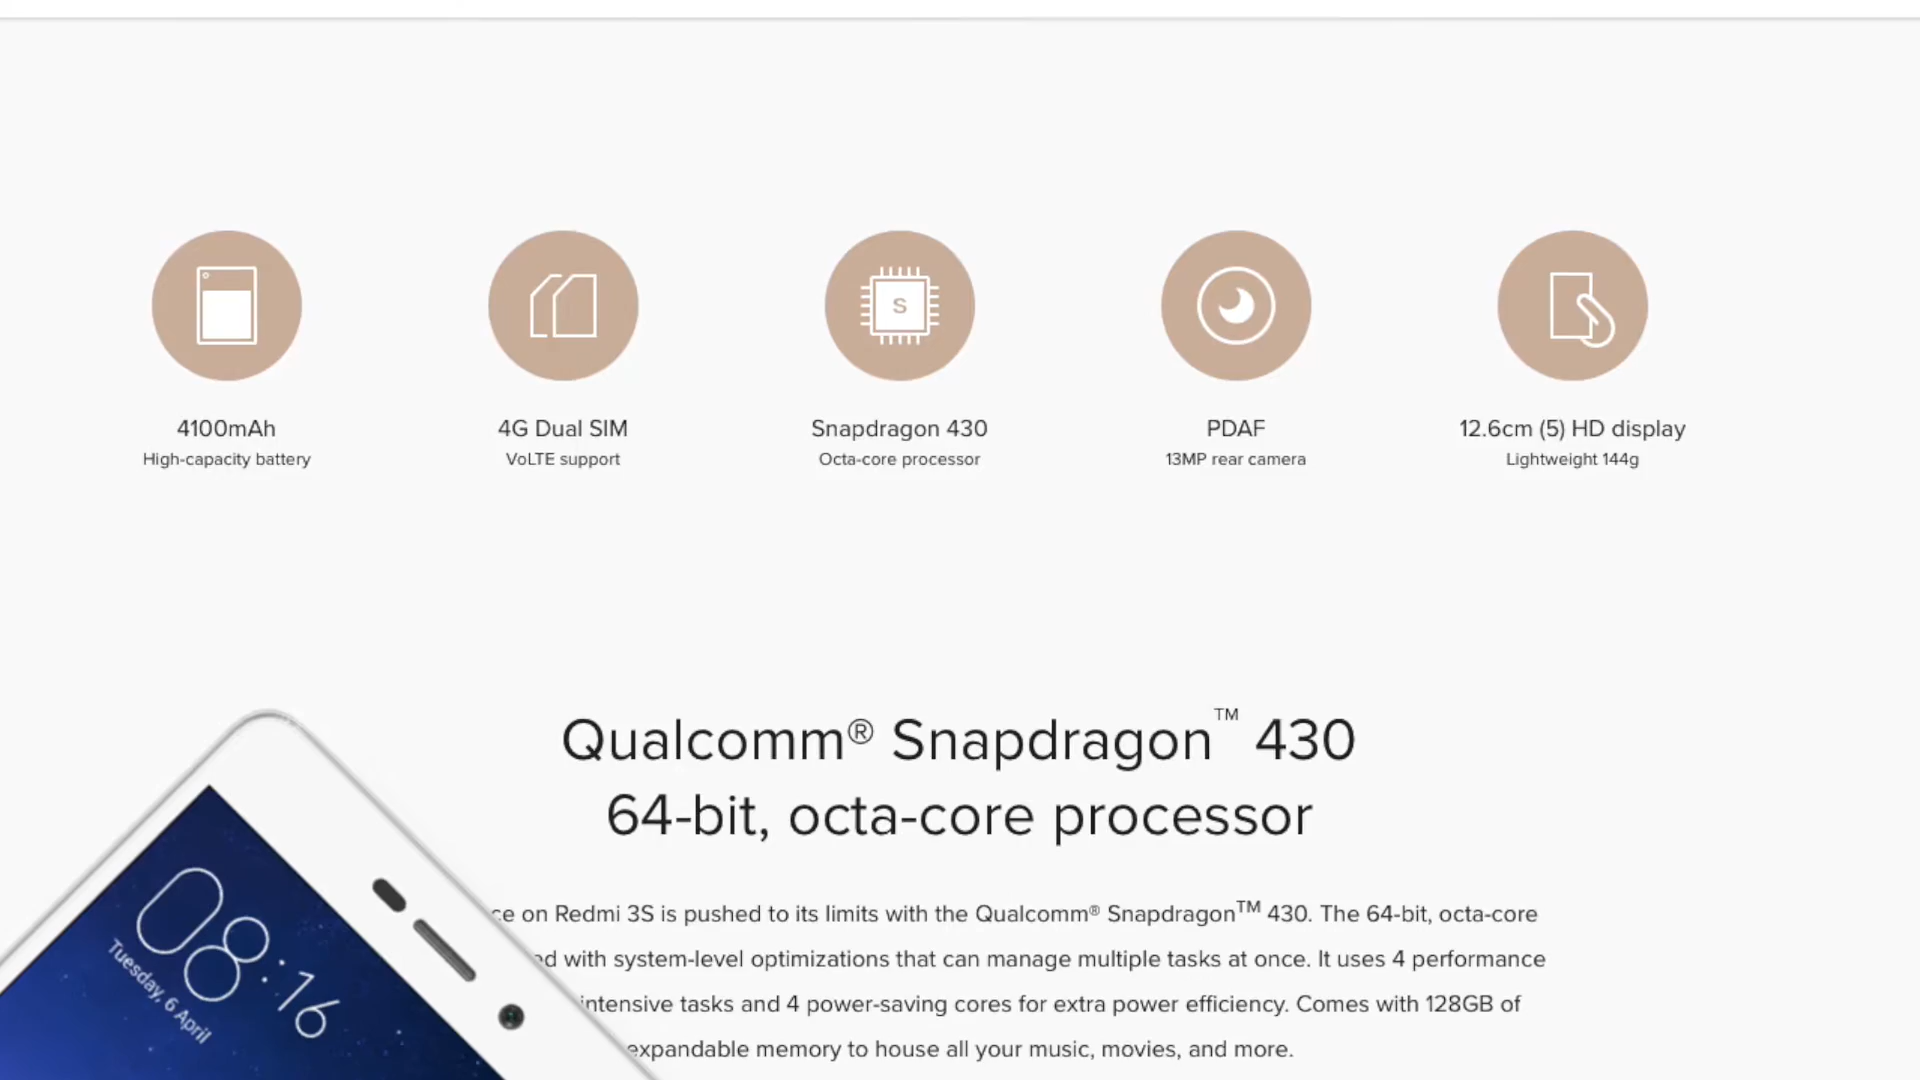 S
4100mAh
High-capacity battery
4G Dual SIM
VoLTE support
Snapdragon 430
Octa-core processor
PDAF
13MP rear camera
12.6cm (5) HD display
Lightweight 144g
Qualcomm® Snapdragon™ 430
64-bit, octa-core processor
ce on Redmi 3S is pushed to its limits with the Qualcomm® Snapdragon™ 430. The 64-bit, octa-core
ed with system-level optimizations that can manage multiple tasks at once. It uses 4 performance
intensive tasks and 4 power-saving cores for extra power efficiency. Comes with 128GB of
expandable memory to house all your music, movies, and more.
08:16
Tuesday, 6 April